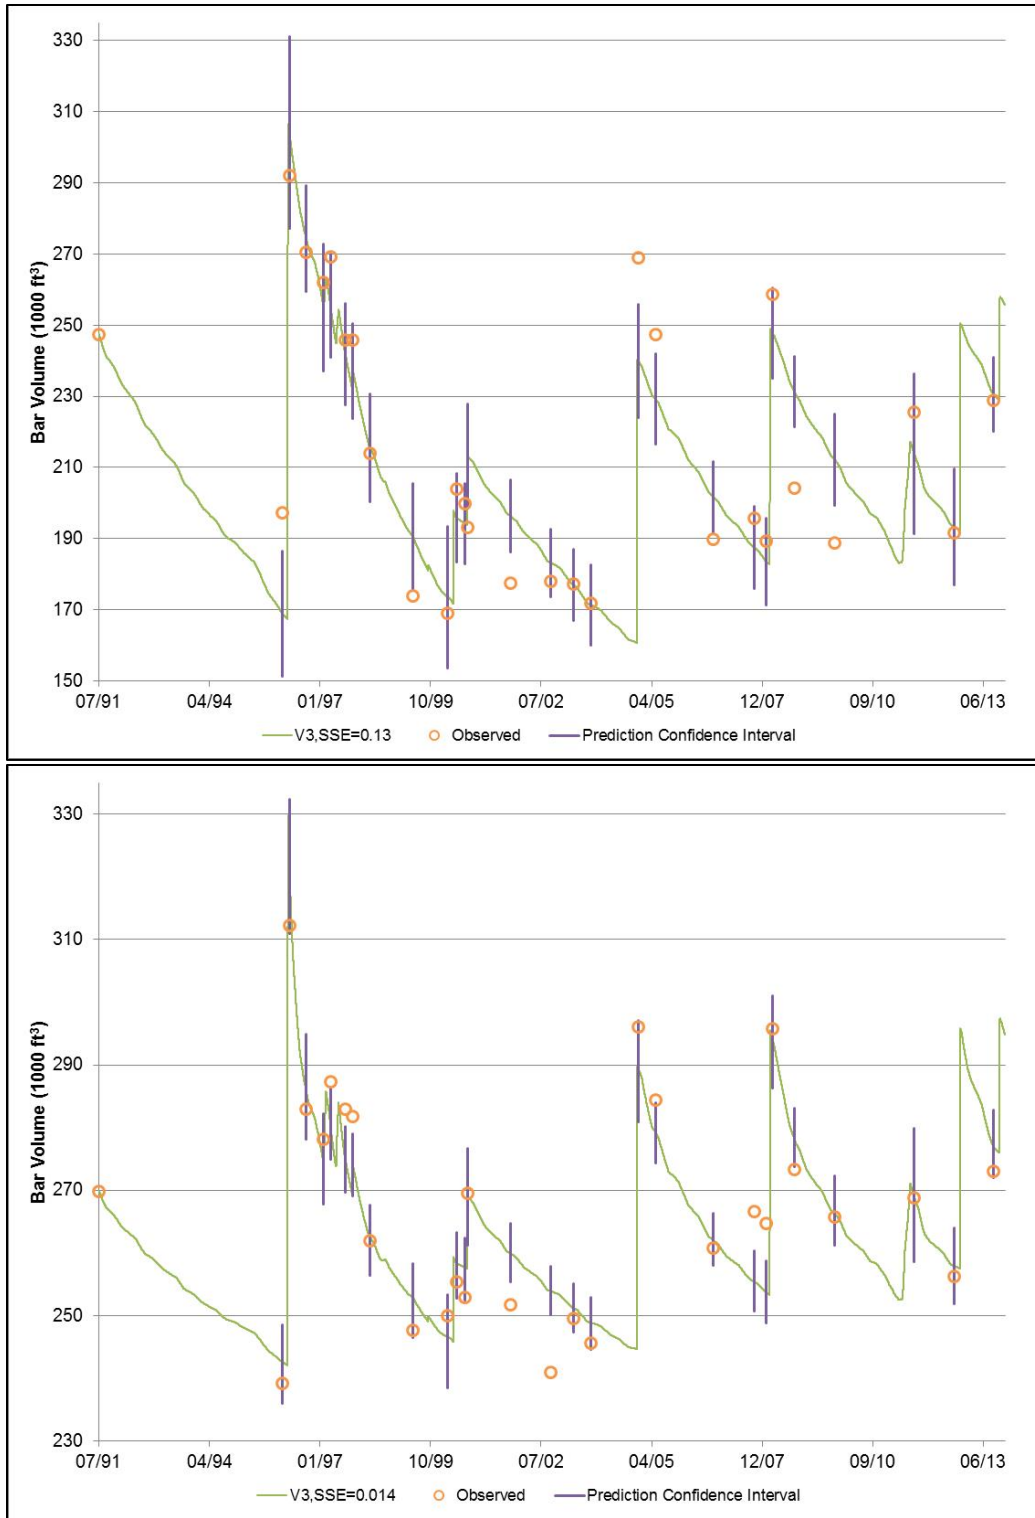 330
310
290
270
250
230
210
190
170
150
Bar Volume (1000 ft³)
07/91 04/94 01/97 10/99 07/02 04/05 12/07 09/10 06/13
V3,SSE=0.13 Observed Prediction Confidence Interval
330
310
290
270
250
230
Bar Volume (1000 ft³)
07/91 04/94 01/97 10/99 07/02 04/05 12/07 09/10 06/13
V3,SSE=0.014 Observed Prediction Confidence Interval